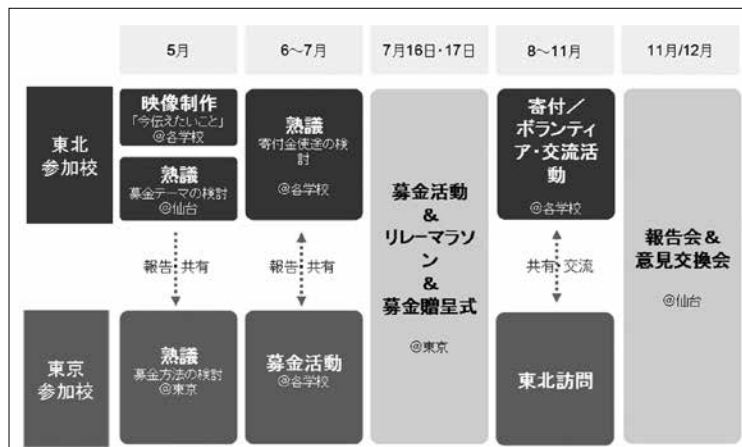 5月
6～7月
7月16日・17日
8～11月
11月/12月
東北
参加校
映像制作
「今伝えたいこと」
@各学校
熟議
募金テーマの検討
@仙台
熟議
寄付金使途の検
討
@各学校
寄付／
ボランティ
ア・交流活
動
@各学校
報告・共有
報告・共有
共有・交流
募金活動
&
リレーマラソ
ン
&
募金贈呈式
@東京
報告会&
意見交換会
@仙台
東京
参加校
熟議
募金方法の検討
@東京
募金活動
@各学校
東北訪問